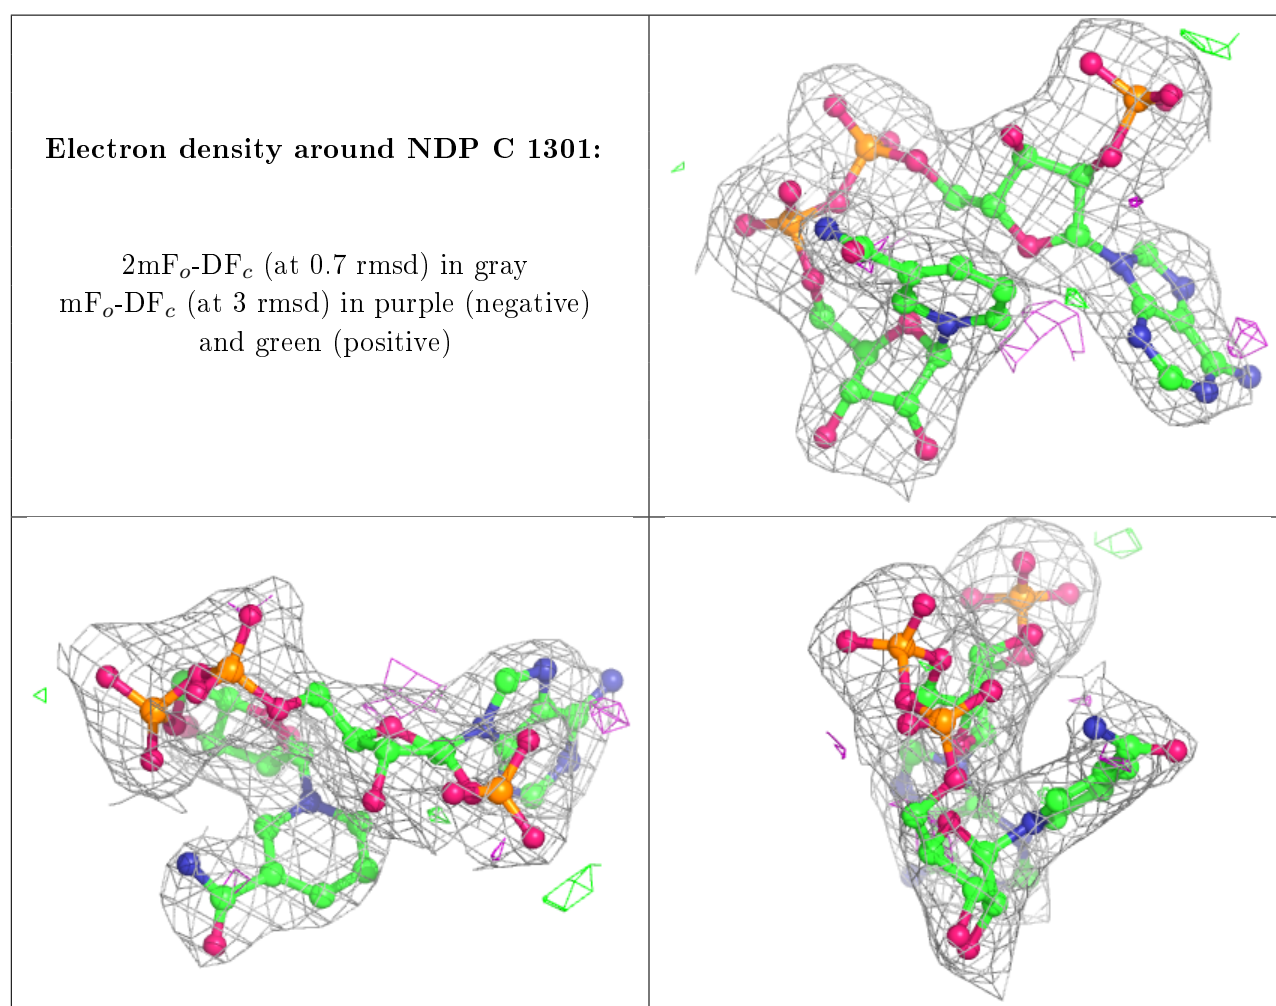 Electron density around NDP C 1301:
2mFₒ-DF𝒸 (at 0.7 rmsd) in gray
mFₒ-DF𝒸 (at 3 rmsd) in purple (negative)
and green (positive)